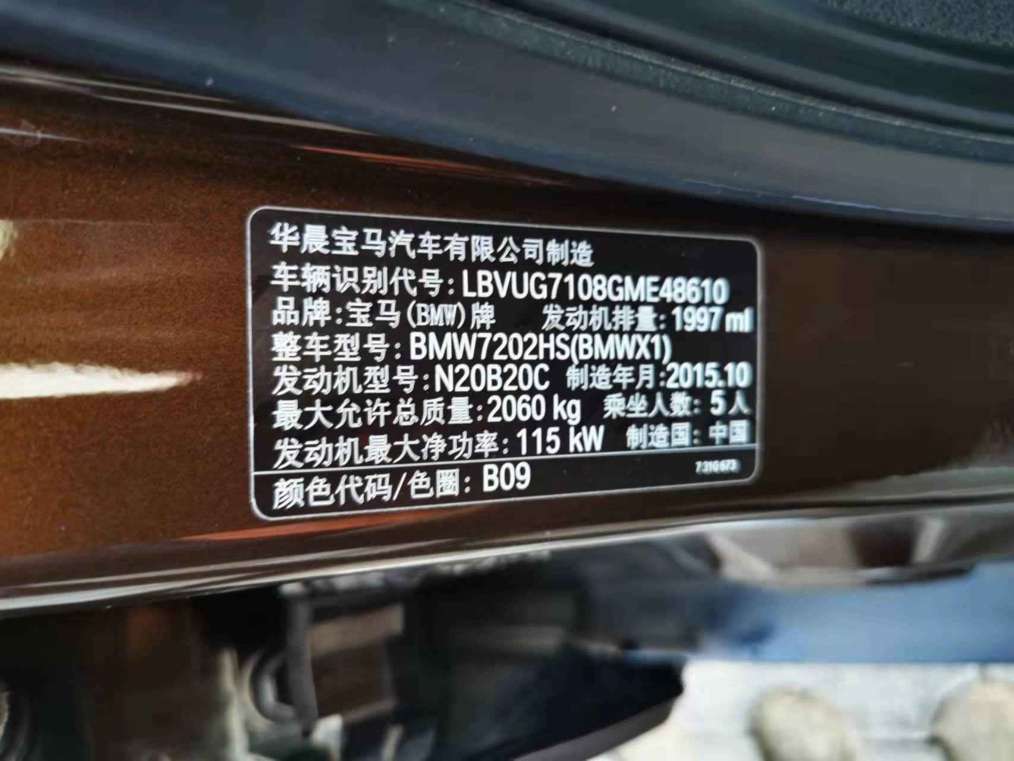 华晨宝马汽车有限公司制造
车辆识别代号: LBVUG7108GME48610
品牌: 宝马(BMW)牌 发动机排量: 1997 ml
整车型号: BMW7202HS(BMWX1)
发动机型号: N20B20C 制造年月: 2015.10
最大允许总质量: 2060 kg 乘坐人数: 5人
发动机最大净功率: 115 kW 制造国: 中国
颜色代码/色圈: B09 7310673